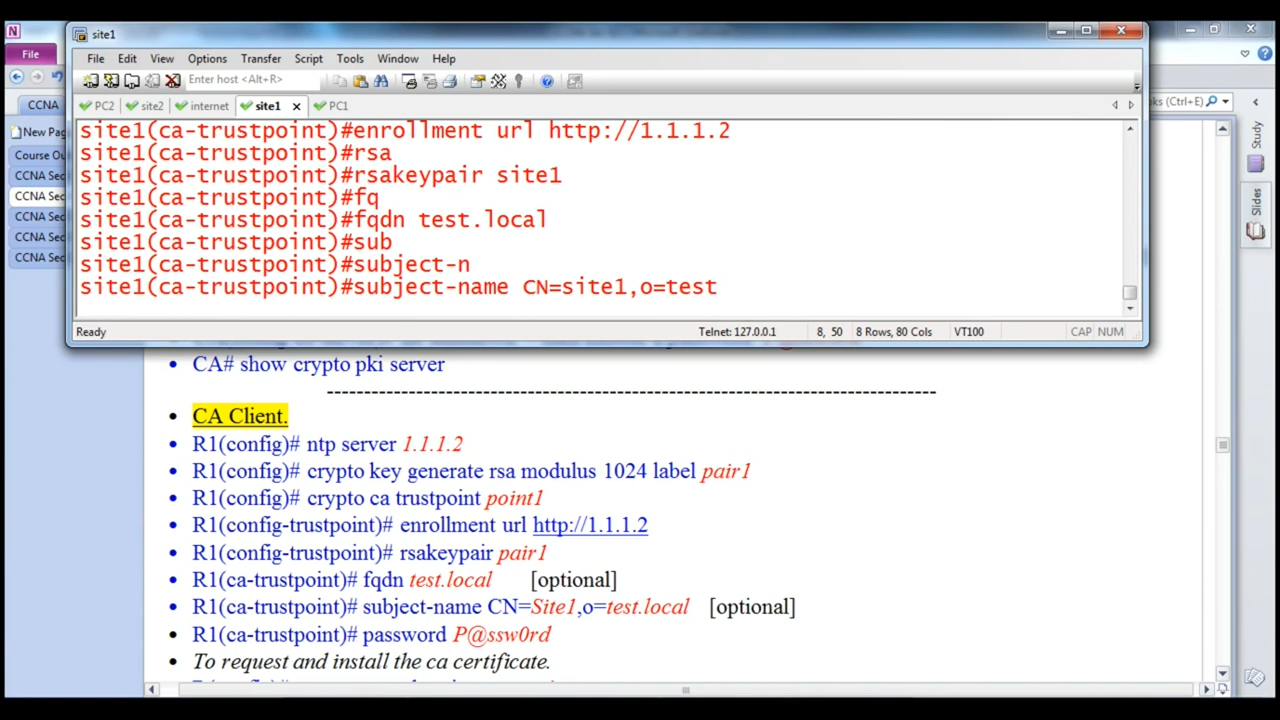 site1
File Edit View Options Transfer Script Tools Window Help
Enter host <Alt+R>
PC2 site2 internet site1 PC1
site1(ca-trustpoint)#enrollment url http://1.1.1.2
site1(ca-trustpoint)#rsa
site1(ca-trustpoint)#rsakeypair site1
site1(ca-trustpoint)#fq
site1(ca-trustpoint)#fqdn test.local
site1(ca-trustpoint)#sub
site1(ca-trustpoint)#subject-n
site1(ca-trustpoint)#subject-name CN=site1,o=test
Ready Telnet: 127.0.0.1 8, 50 8 Rows, 80 Cols VT100 CAP NUM
File
CCNA
New Pag
Course Ou
CCNA Sec
CCNA Sec
CCNA Sec
CCNA Sec
CCNA Sec
(Ctrl+E)
Study
Slides
CA# show crypto pki server
--------------------------------------------------------------------------------
CA Client.
R1(config)# ntp server 1.1.1.2
R1(config)# crypto key generate rsa modulus 1024 label pair1
R1(config)# crypto ca trustpoint point1
R1(config-trustpoint)# enrollment url http://1.1.1.2
R1(config-trustpoint)# rsakeypair pair1
R1(ca-trustpoint)# fqdn test.local [optional]
R1(ca-trustpoint)# subject-name CN=Site1,o=test.local [optional]
R1(ca-trustpoint)# password P@ssw0rd
To request and install the ca certificate.